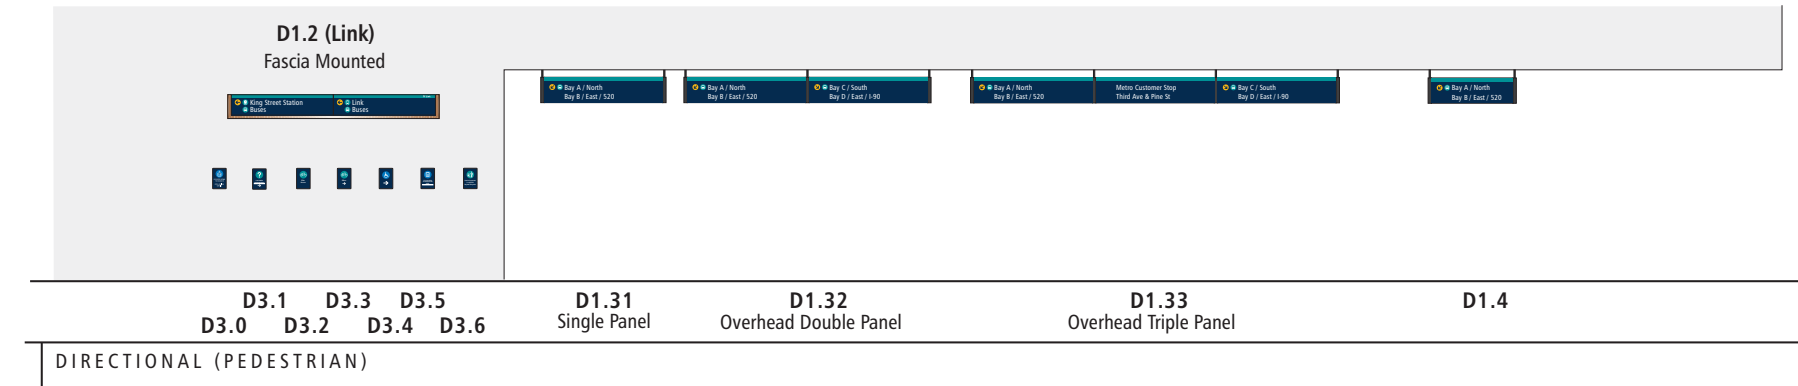 D1.2 (Link)
Fascia Mounted
King Street Station
Buses
Link
Buses
Bay A / North
Bay B / East / 520
Bay A / North
Bay B / East / 520
Bay C / South
Bay D / East / I-90
Bay A / North
Bay B / East / 520
Metro Customer Stop
Third Ave & Pine St
Bay C / South
Bay D / East / I-90
Bay A / North
Bay B / East / 520
D3.1 D3.3 D3.5
D3.0 D3.2 D3.4 D3.6
D1.31
Single Panel
D1.32
Overhead Double Panel
D1.33
Overhead Triple Panel
D1.4
DIRECTIONAL (PEDESTRIAN)